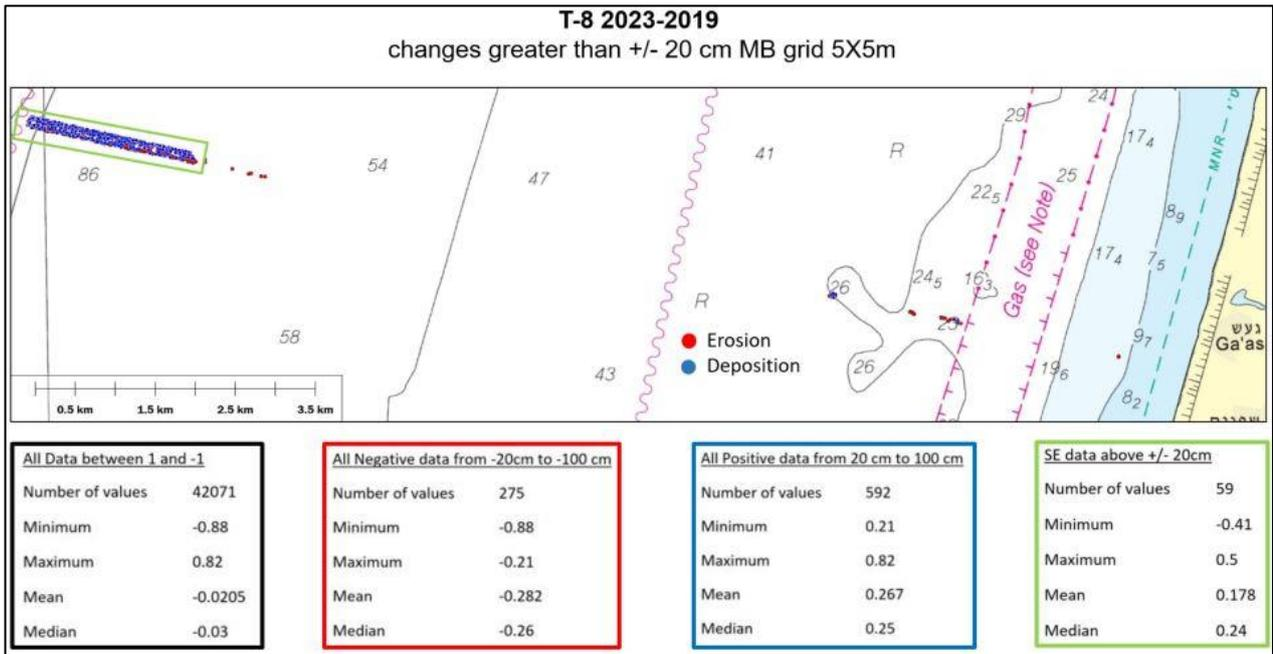 T-8 2023-2019
changes greater than +/- 20 cm MB grid 5X5m
86
54
47
41
R
29
24
17₄
MNR
22₅
25
8₉
Gas (see Note)
17₄
7₅
26
24₅
16₃
R
25
58
Erosion
Deposition
43
26
19₆
9₇
8₂
געש
Ga'as
0.5 km 1.5 km 2.5 km 3.5 km
All Data between 1 and -1
Number of values 42071
Minimum -0.88
Maximum 0.82
Mean -0.0205
Median -0.03
All Negative data from -20cm to -100 cm
Number of values 275
Minimum -0.88
Maximum -0.21
Mean -0.282
Median -0.26
All Positive data from 20 cm to 100 cm
Number of values 592
Minimum 0.21
Maximum 0.82
Mean 0.267
Median 0.25
SE data above +/- 20cm
Number of values 59
Minimum -0.41
Maximum 0.5
Mean 0.178
Median 0.24